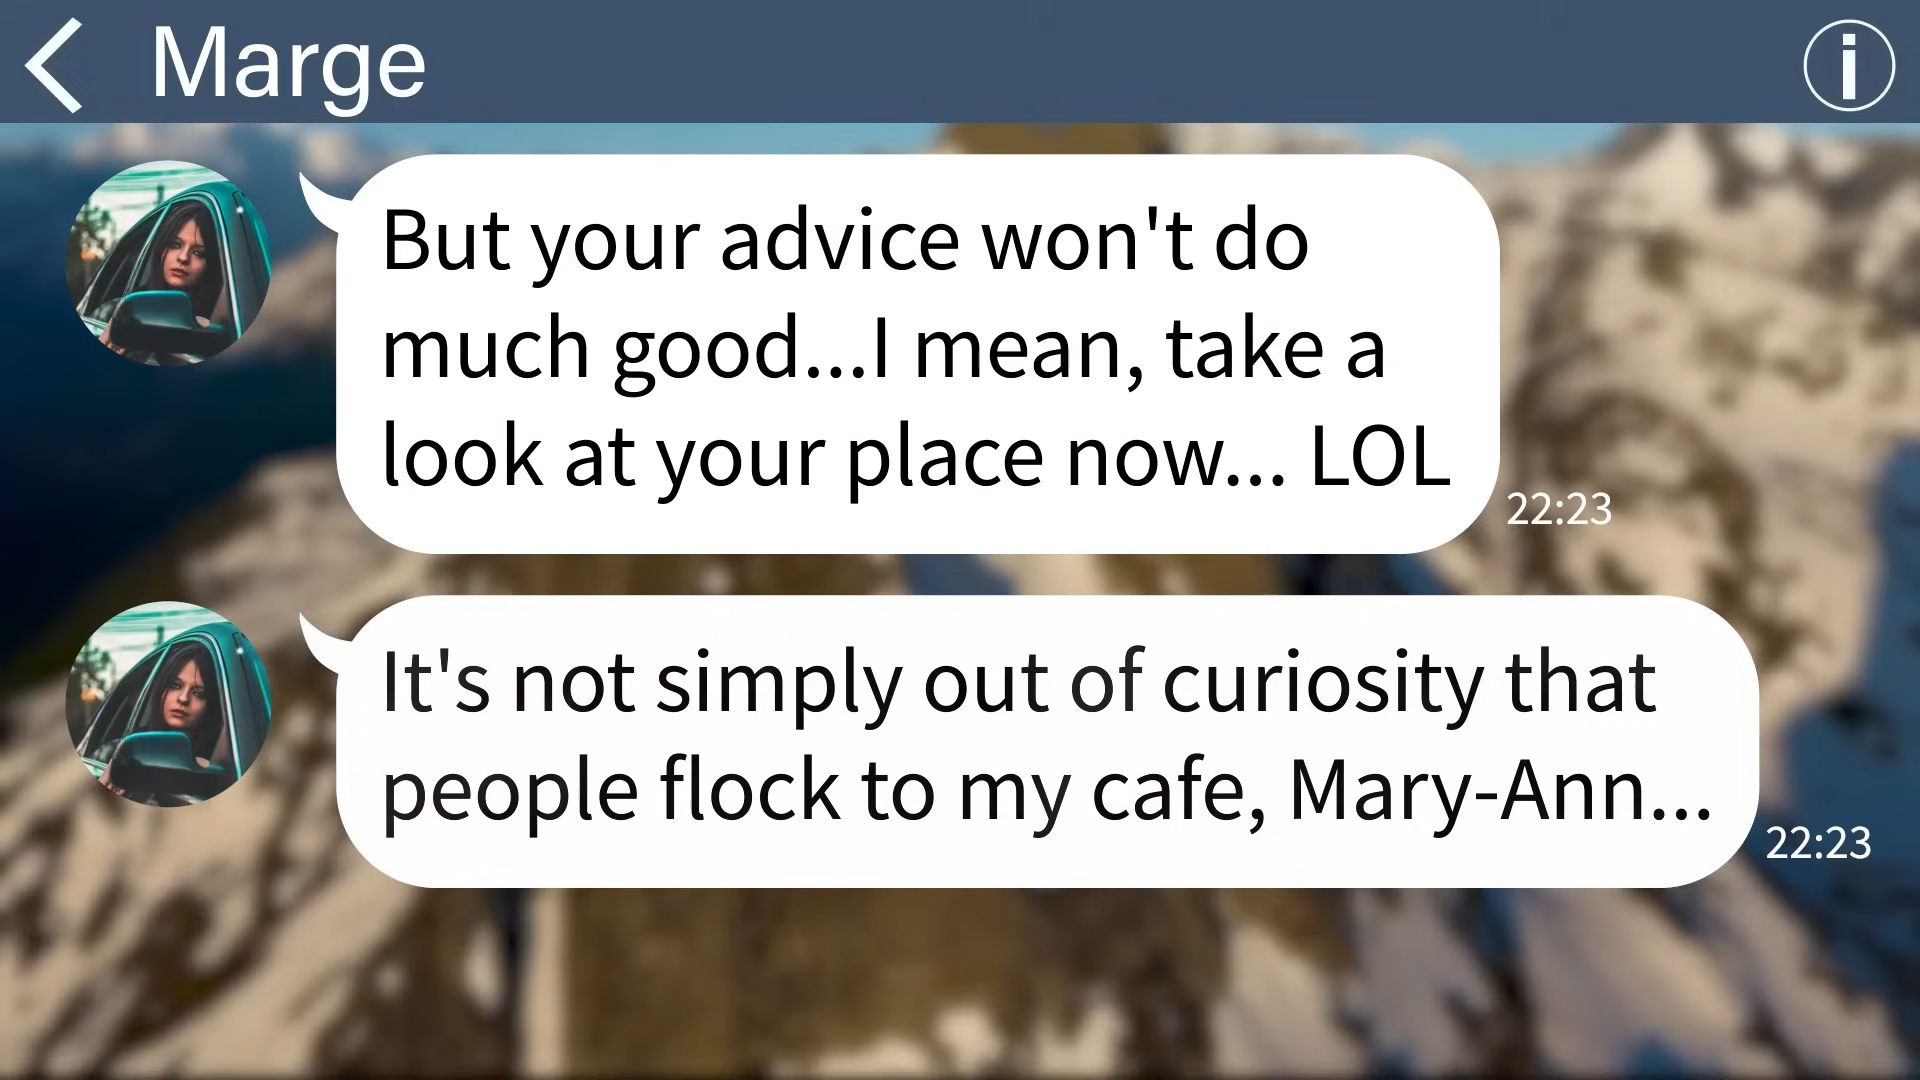 Marge
But your advice won't do
much good...I mean, take a
look at your place now... LOL
22:23
It's not simply out of curiosity that
people flock to my cafe, Mary-Ann...
22:23